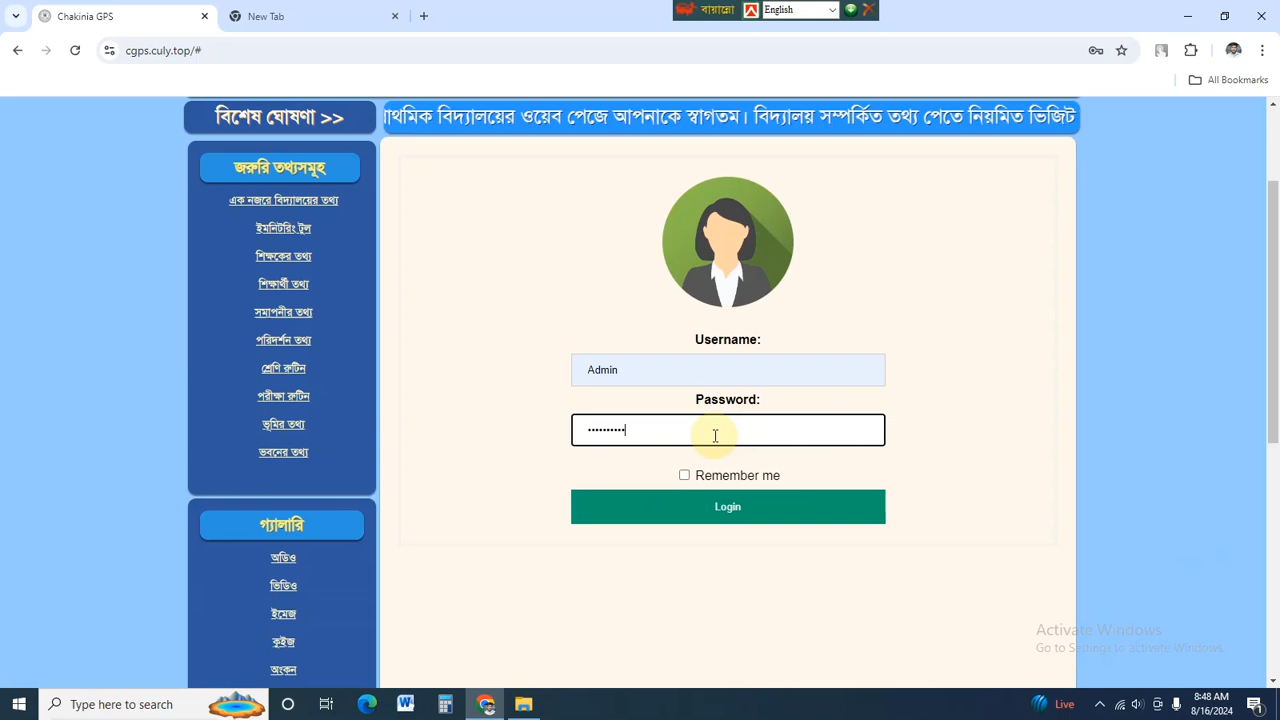 Chakinia GPS
New Tab
বায়ান্নো
English
cgps.culy.top/#
All Bookmarks
বিশেষ ঘোষণা >>
াথমিক বিদ্যালয়ের ওয়েব পেজে আপনাকে স্বাগতম। বিদ্যালয় সম্পর্কিত তথ্য পেতে নিয়মিত ভিজিট
জরুরি তথ্যসমূহ
এক নজরে বিদ্যালয়ের তথ্য
ইমনিটরিং টুল
শিক্ষকের তথ্য
শিক্ষার্থী তথ্য
সমাপনীর তথ্য
পরিদর্শন তথ্য
শ্রেণি রুটিন
পরীক্ষা রুটিন
ভূমির তথ্য
ভবনের তথ্য
গ্যালারি
অডিও
ভিডিও
ইমেজ
কুইজ
অংকন
Username:
Admin
Password:
••••••••••
Remember me
Login
Activate Windows
Go to Settings to activate Windows.
Type here to search
Live
8:48 AM
8/16/2024